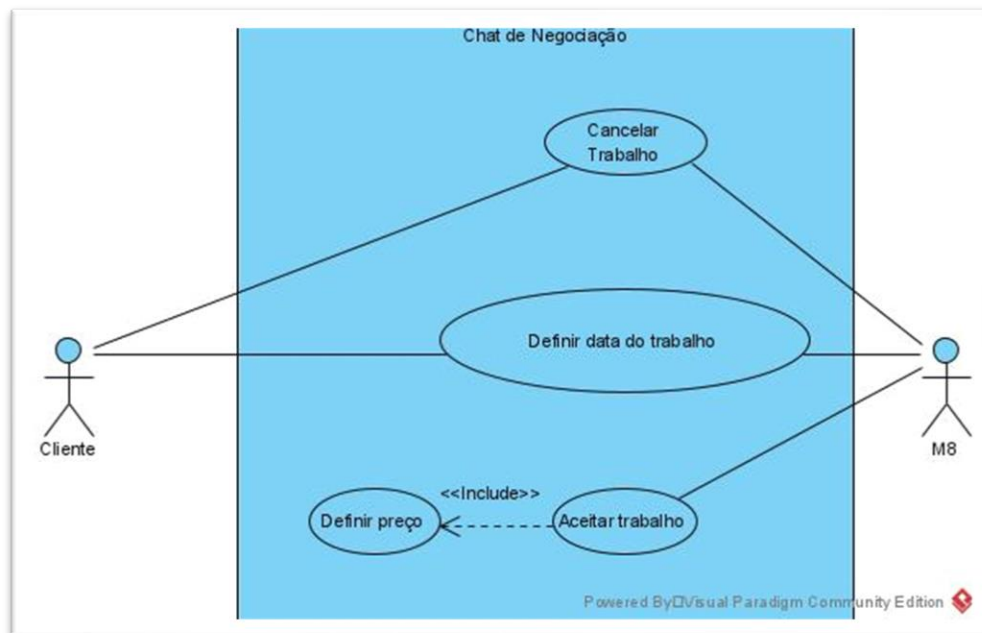 Chat de Negociação
Cancelar
Trabalho
Definir data do trabalho
Cliente
M8
<<Include>>
Definir preço
Aceitar trabalho
Powered By□Visual Paradigm Community Edition